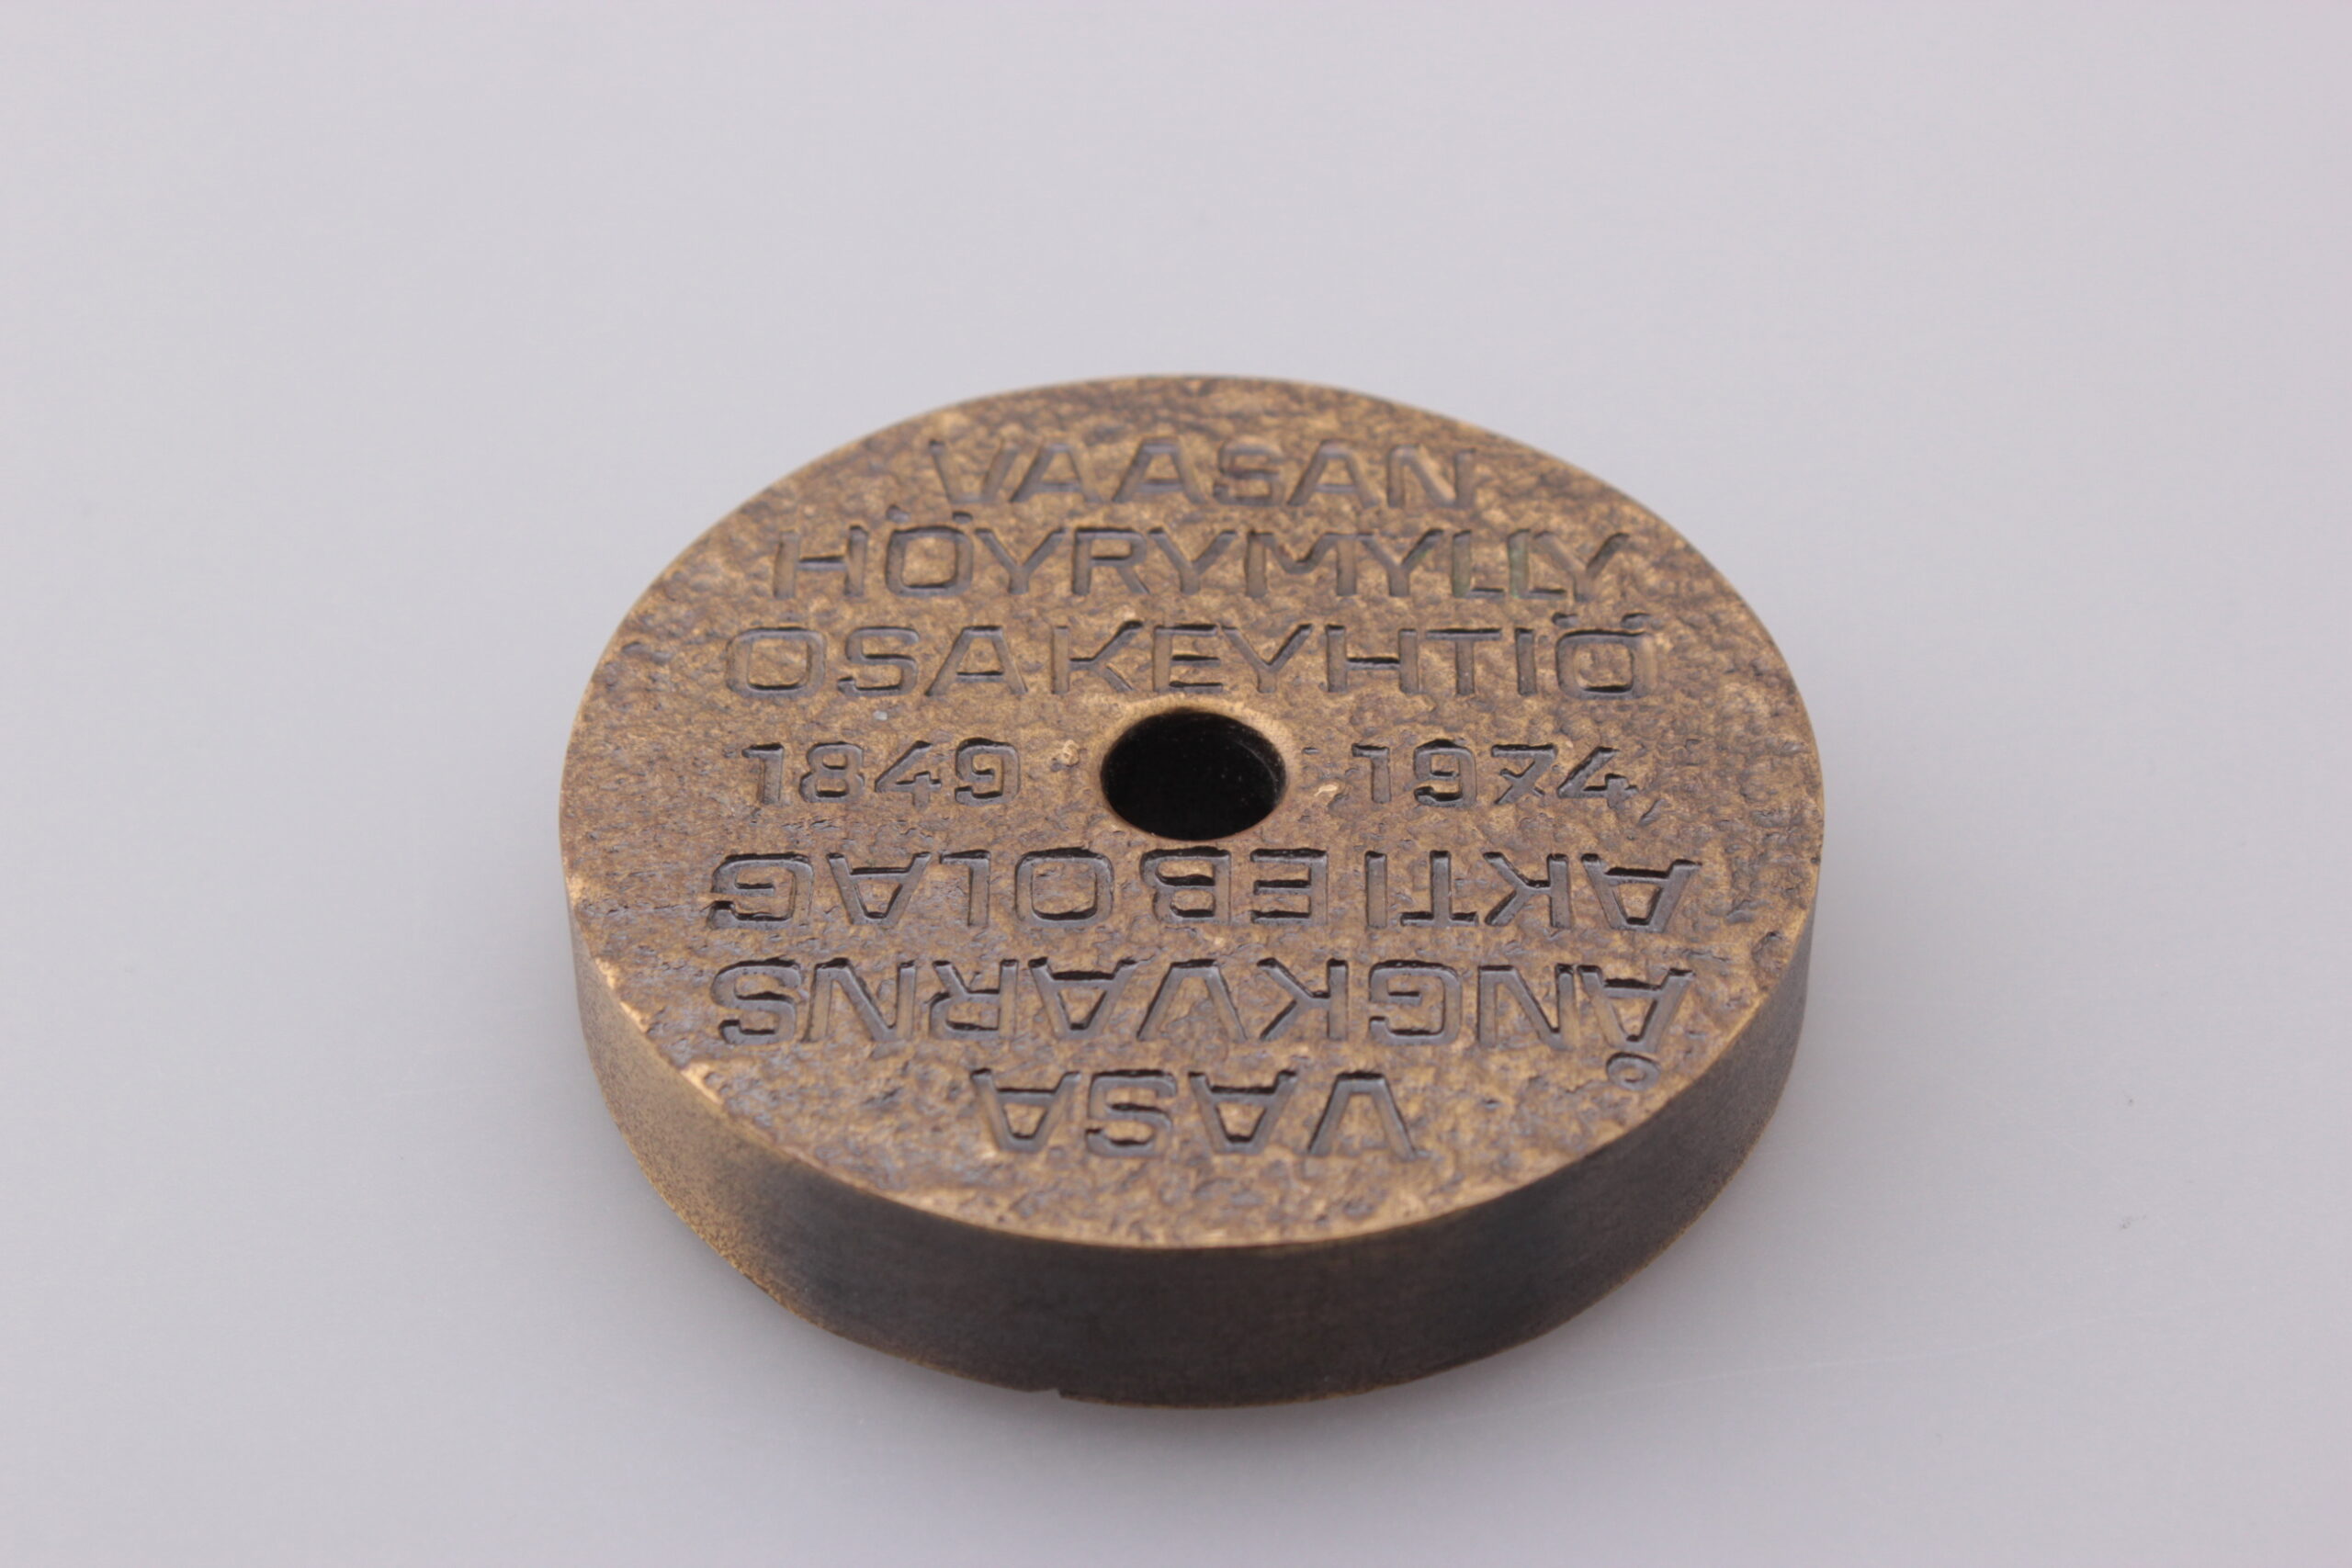 VAASAN
HÖYRYMYLLY
OSAKEYHTIÖ
1849 1974
VASA
ÅNGKVARNS
AKTIEBOLAG